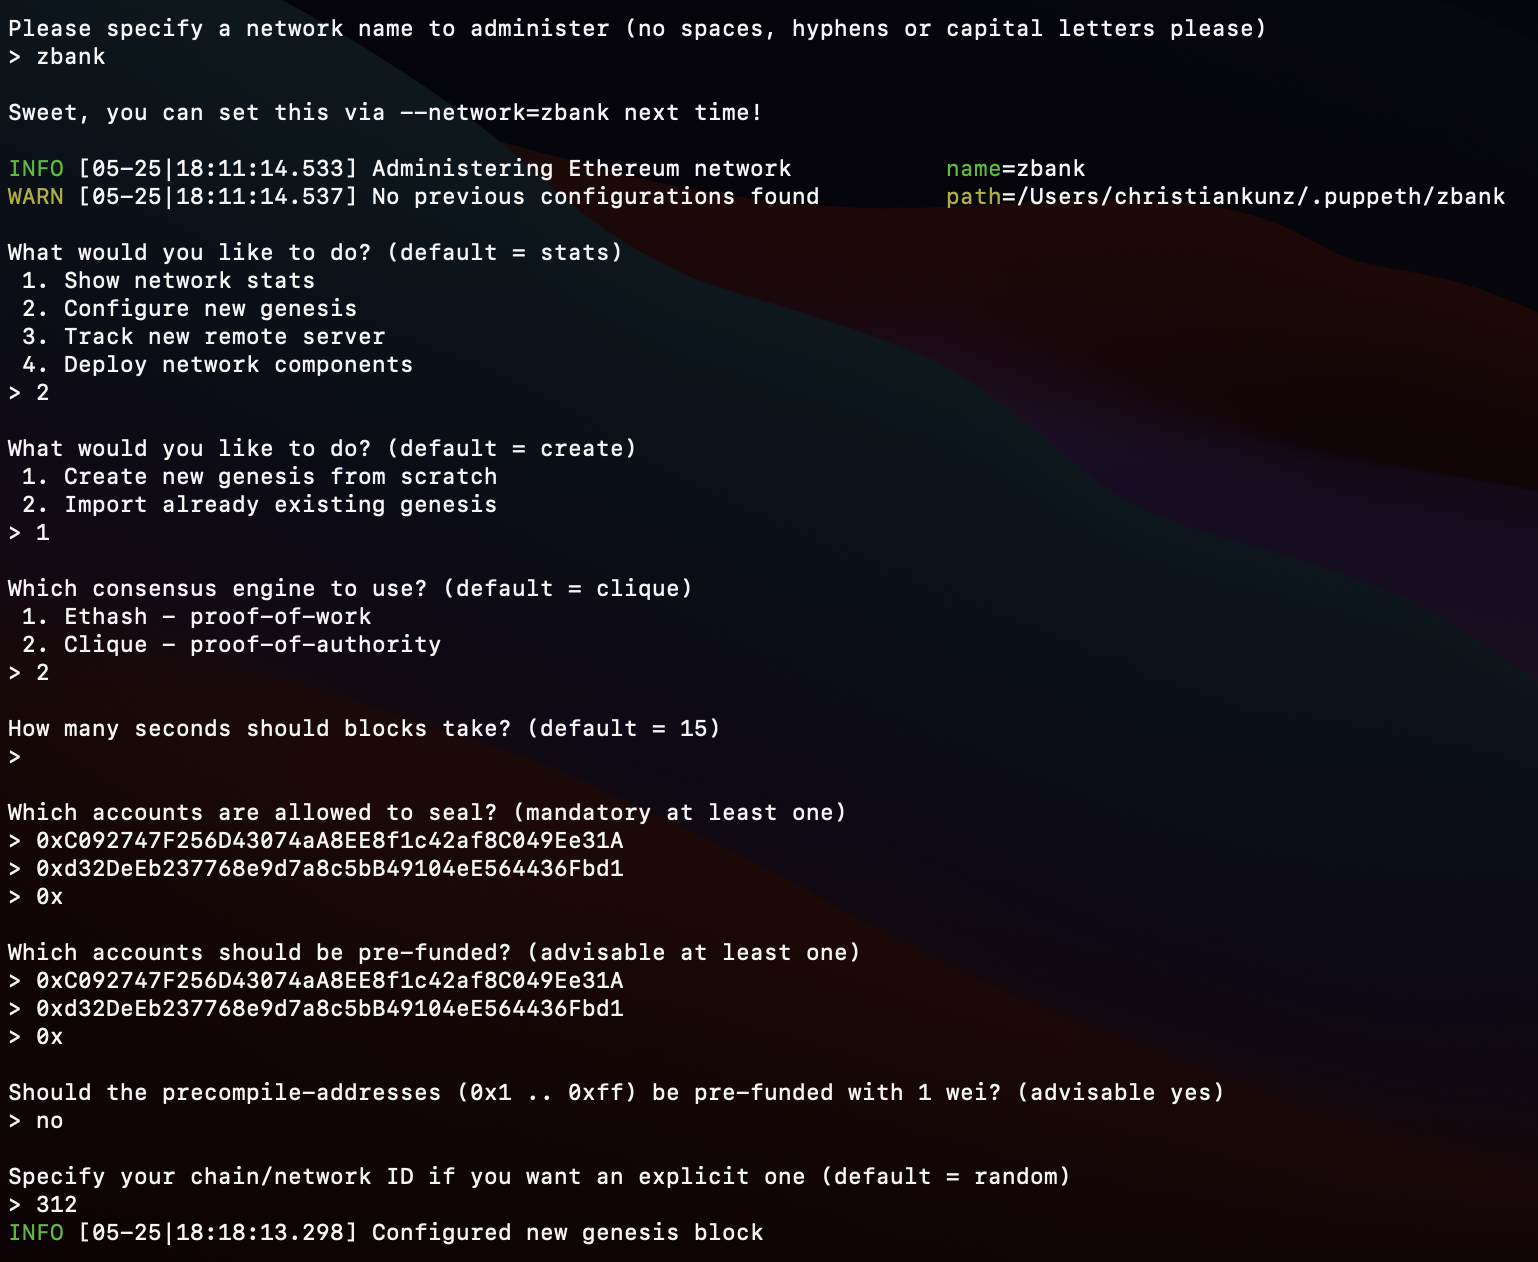 Please specify a network name to administer (no spaces, hyphens or capital letters please)
> zbank
Sweet, you can set this via --network=zbank next time!
INFO [05-25|18:11:14.533] Administering Ethereum network name=zbank
WARN [05-25|18:11:14.537] No previous configurations found path=/Users/christiankunz/.puppeth/zbank
What would you like to do? (default = stats)
1. Show network stats
2. Configure new genesis
3. Track new remote server
4. Deploy network components
> 2
What would you like to do? (default = create)
1. Create new genesis from scratch
2. Import already existing genesis
> 1
Which consensus engine to use? (default = clique)
1. Ethash - proof-of-work
2. Clique - proof-of-authority
> 2
How many seconds should blocks take? (default = 15)
>
Which accounts are allowed to seal? (mandatory at least one)
> 0xC092747F256D43074aA8EE8f1c42af8C049Ee31A
> 0xd32DeEb237768e9d7a8c5bB49104eE564436Fbd1
> 0x
Which accounts should be pre-funded? (advisable at least one)
> 0xC092747F256D43074aA8EE8f1c42af8C049Ee31A
> 0xd32DeEb237768e9d7a8c5bB49104eE564436Fbd1
> 0x
Should the precompile-addresses (0x1 .. 0xff) be pre-funded with 1 wei? (advisable yes)
> no
Specify your chain/network ID if you want an explicit one (default = random)
> 312
INFO [05-25|18:18:13.298] Configured new genesis block